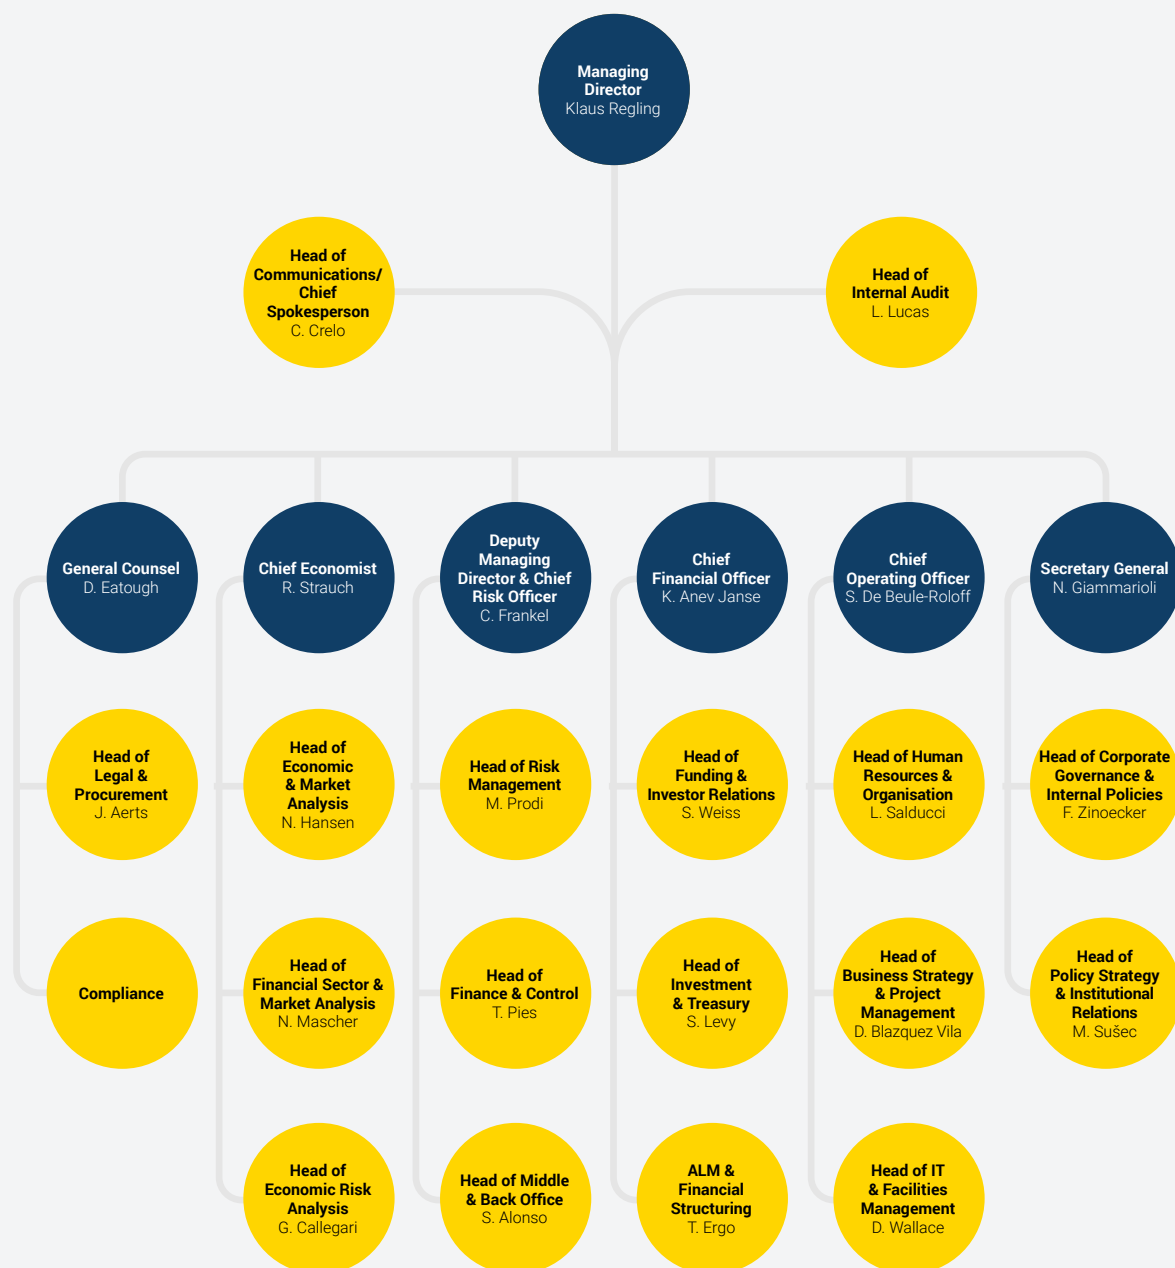 Managing
Director
Klaus Regling
Head of
Communications/
Chief
Spokesperson
C. Crelo
Head of
Internal Audit
L. Lucas
General Counsel
D. Eatough
Chief Economist
R. Strauch
Deputy
Managing
Director & Chief
Risk Officer
C. Frankel
Chief
Financial Officer
K. Anev Janse
Chief
Operating Officer
S. De Beule-Roloff
Secretary General
N. Giammarioli
Head of
Legal &
Procurement
J. Aerts
Head of
Economic
& Market
Analysis
N. Hansen
Head of Risk
Management
M. Prodi
Head of
Funding &
Investor Relations
S. Weiss
Head of Human
Resources &
Organisation
L. Salducci
Head of Corporate
Governance &
Internal Policies
F. Zinoecker
Compliance
Head of
Financial Sector &
Market Analysis
N. Mascher
Head of
Finance & Control
T. Pies
Head of
Investment
& Treasury
S. Levy
Head of
Business Strategy
& Project
Management
D. Blazquez Vila
Head of
Policy Strategy
& Institutional
Relations
M. Sušec
Head of
Economic Risk
Analysis
G. Callegari
Head of Middle
& Back Office
S. Alonso
ALM &
Financial
Structuring
T. Ergo
Head of IT
& Facilities
Management
D. Wallace